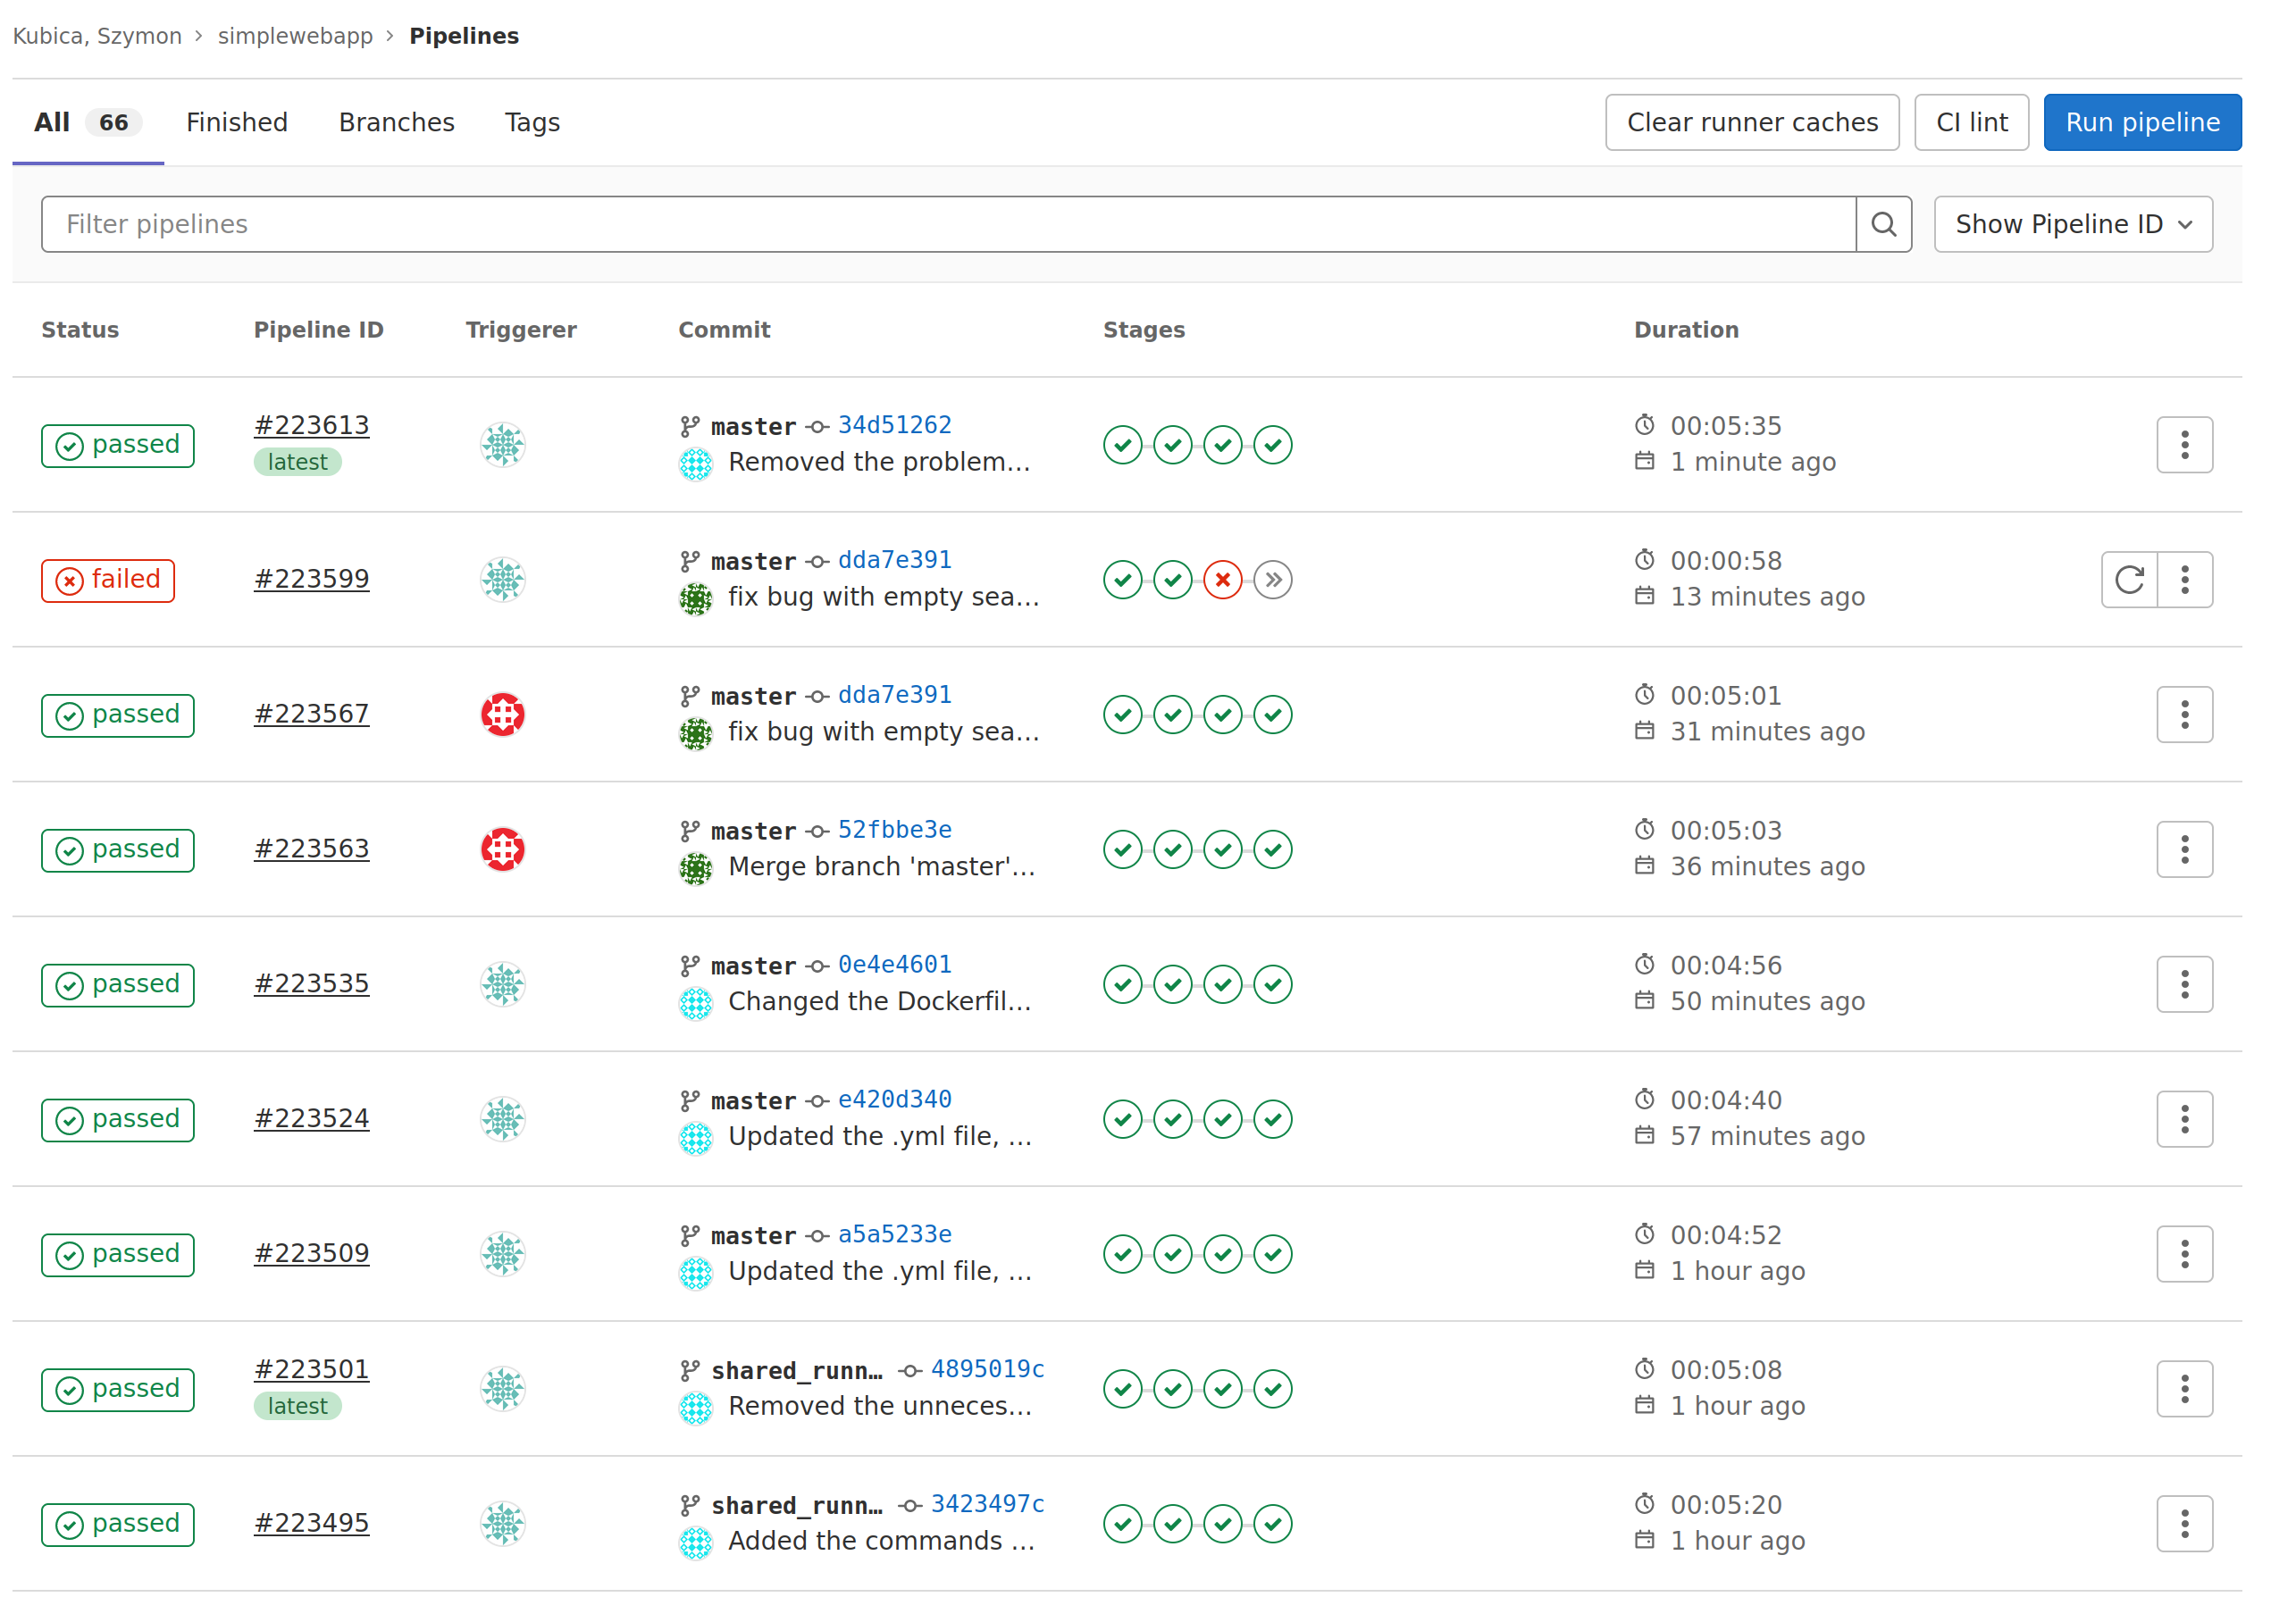 Kubica, Szymon > simplewebapp > Pipelines
All 66 Finished Branches Tags Clear runner caches CI lint Run pipeline
Filter pipelines Show Pipeline ID
Status Pipeline ID Triggerer Commit Stages Duration
passed #223613 latest master 34d51262 00:05:35
Removed the problem... 1 minute ago
failed #223599 master dda7e391 00:00:58
fix bug with empty sea... 13 minutes ago
passed #223567 master dda7e391 00:05:01
fix bug with empty sea... 31 minutes ago
passed #223563 master 52fbbe3e 00:05:03
Merge branch 'master'... 36 minutes ago
passed #223535 master 0e4e4601 00:04:56
Changed the Dockerfil... 50 minutes ago
passed #223524 master e420d340 00:04:40
Updated the .yml file, ... 57 minutes ago
passed #223509 master a5a5233e 00:04:52
Updated the .yml file, ... 1 hour ago
passed #223501 latest shared_runn... 4895019c 00:05:08
Removed the unneces... 1 hour ago
passed #223495 shared_runn... 3423497c 00:05:20
Added the commands ... 1 hour ago